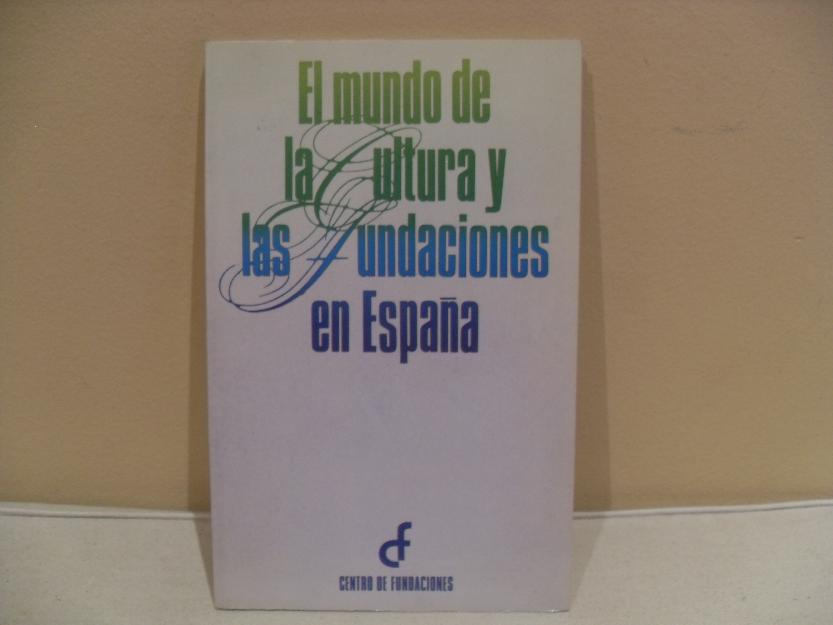 El mundo de
la Cultura y
las Fundaciones
en España
cf
CENTRO DE FUNDACIONES